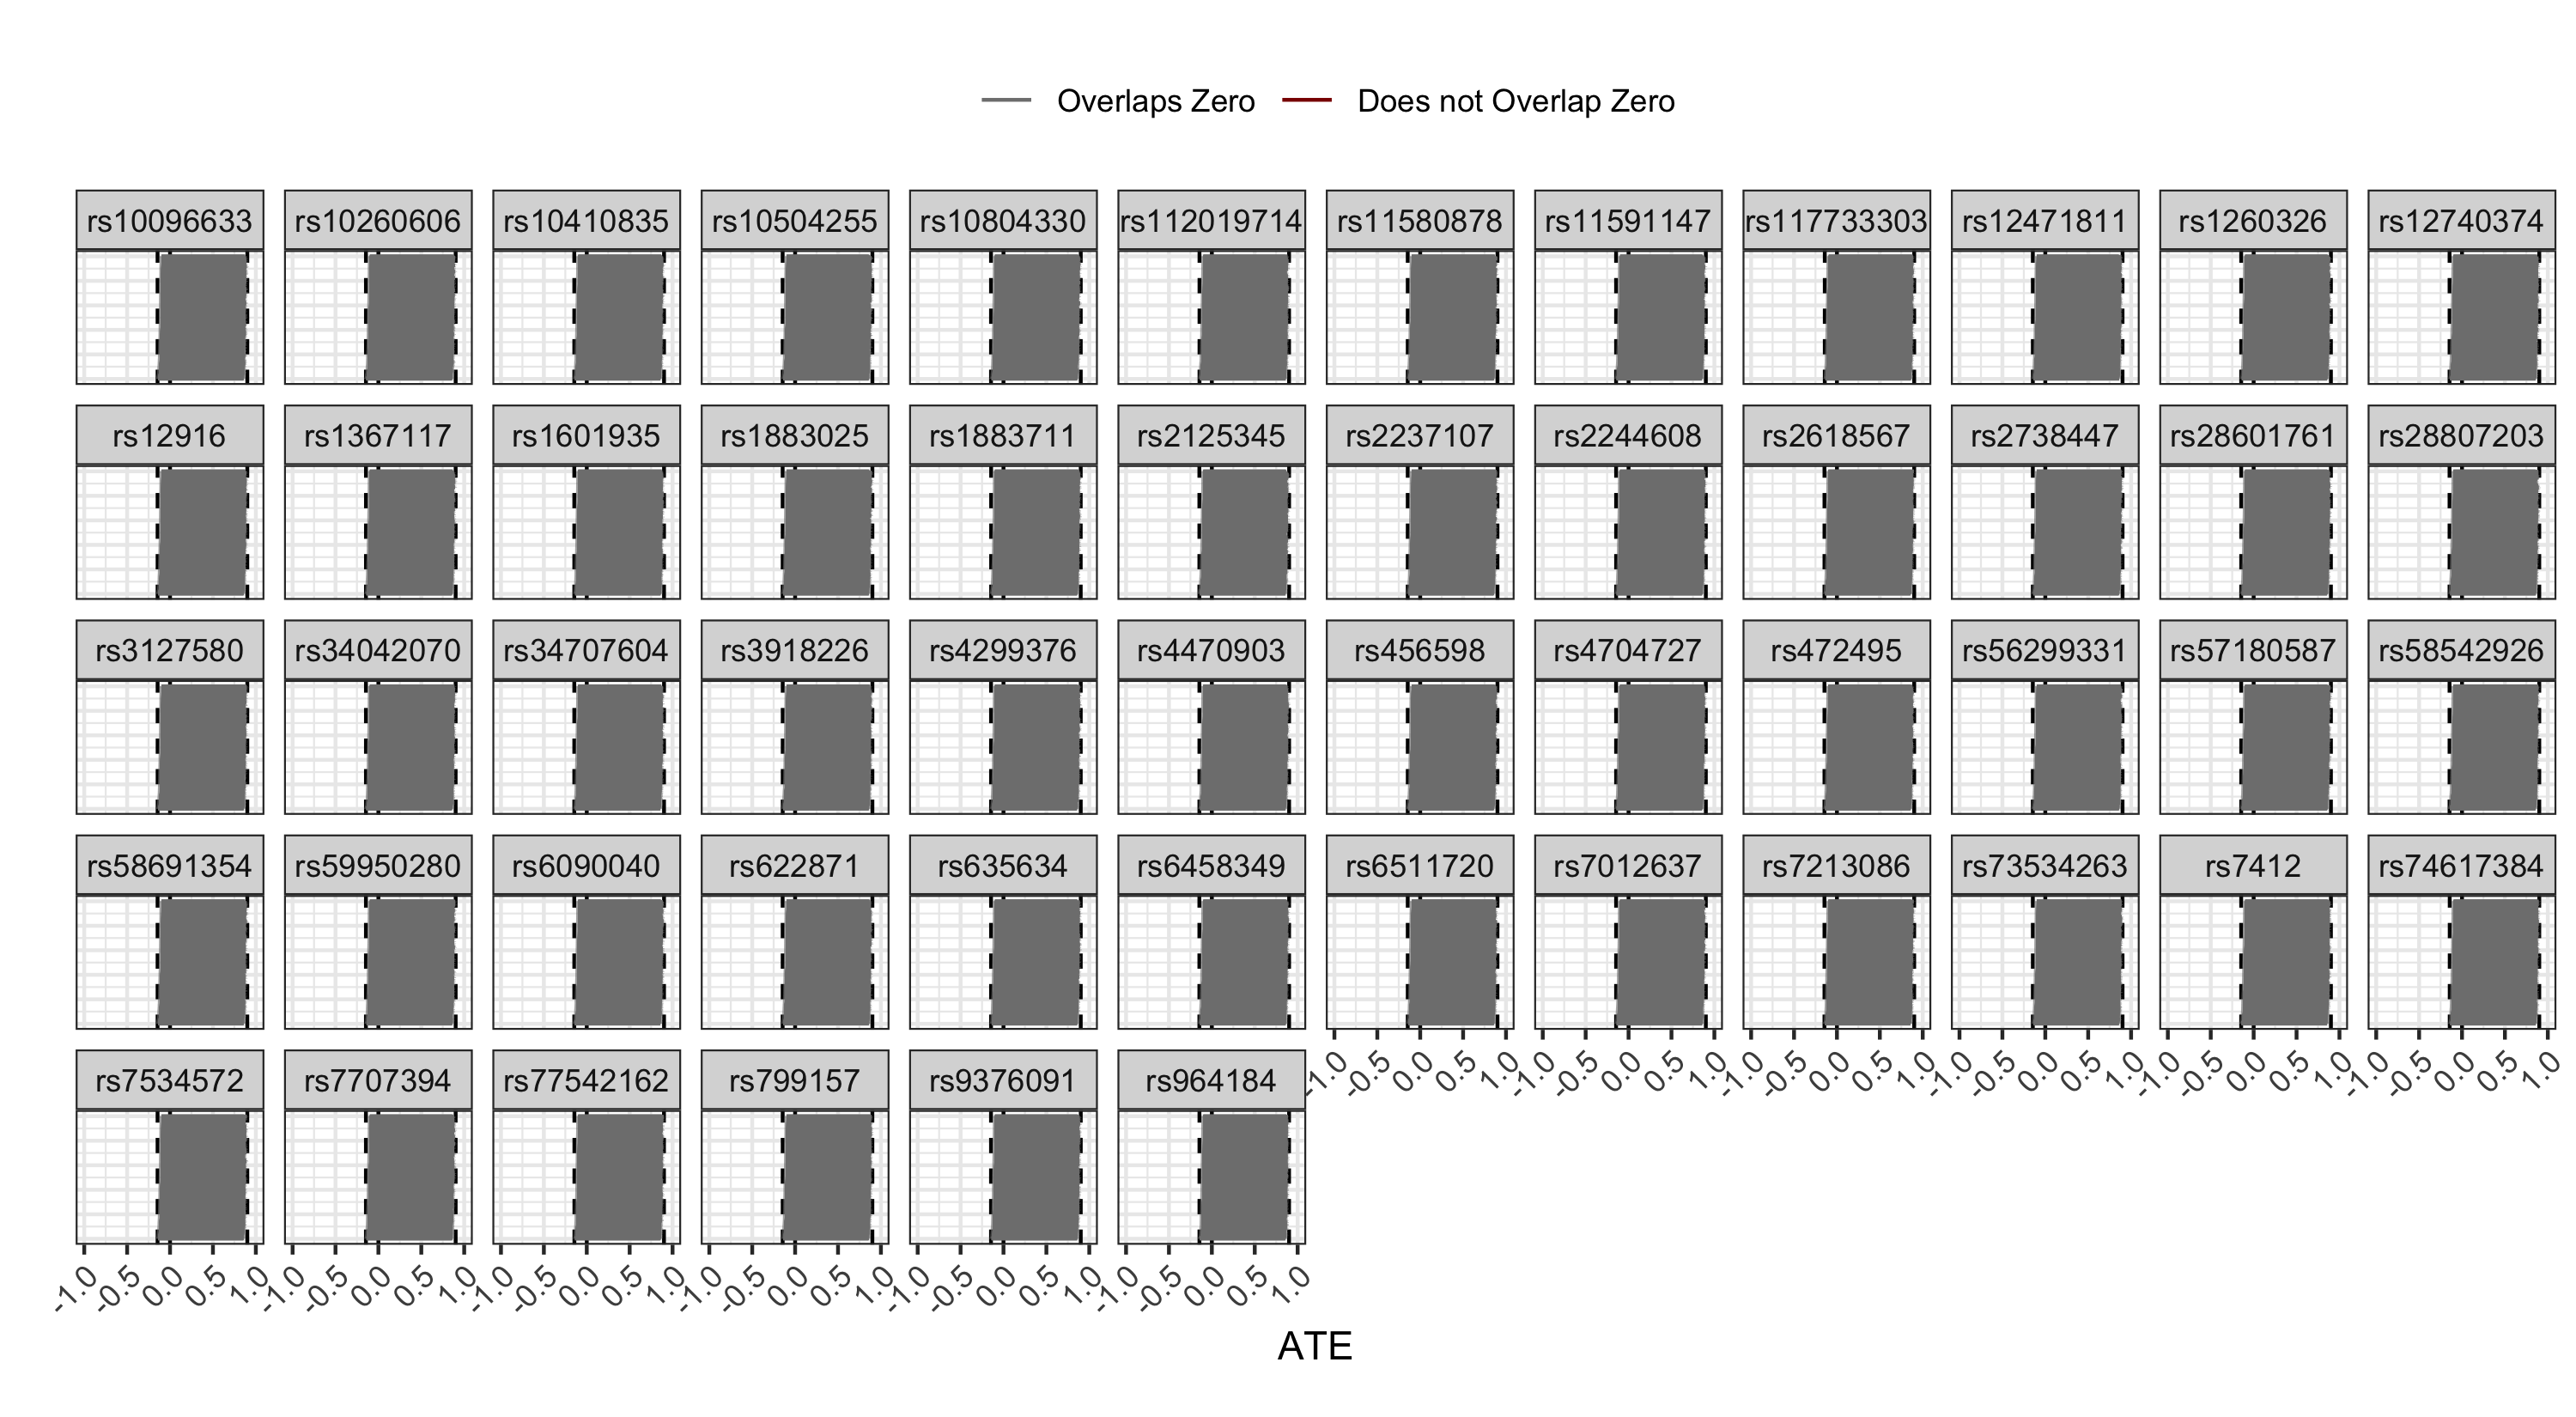 Overlaps Zero Does not Overlap Zero
rs10096633 rs10260606 rs10410835 rs10504255 rs10804330 rs112019714 rs11580878 rs11591147 rs117733303 rs12471811 rs1260326 rs12740374
rs12916 rs1367117 rs1601935 rs1883025 rs1883711 rs2125345 rs2237107 rs2244608 rs2618567 rs2738447 rs28601761 rs28807203
rs3127580 rs34042070 rs34707604 rs3918226 rs4299376 rs4470903 rs456598 rs4704727 rs472495 rs56299331 rs57180587 rs58542926
rs58691354 rs59950280 rs6090040 rs622871 rs635634 rs6458349 rs6511720 rs7012637 rs7213086 rs73534263 rs7412 rs74617384
-1.0 -0.5 0.0 0.5 1.0 -1.0 -0.5 0.0 0.5 1.0 -1.0 -0.5 0.0 0.5 1.0 -1.0 -0.5 0.0 0.5 1.0 -1.0 -0.5 0.0 0.5 1.0 -1.0 -0.5 0.0 0.5 1.0
rs7534572 rs7707394 rs77542162 rs799157 rs9376091 rs964184
-1.0 -0.5 0.0 0.5 1.0 -1.0 -0.5 0.0 0.5 1.0 -1.0 -0.5 0.0 0.5 1.0 -1.0 -0.5 0.0 0.5 1.0 -1.0 -0.5 0.0 0.5 1.0 -1.0 -0.5 0.0 0.5 1.0
ATE